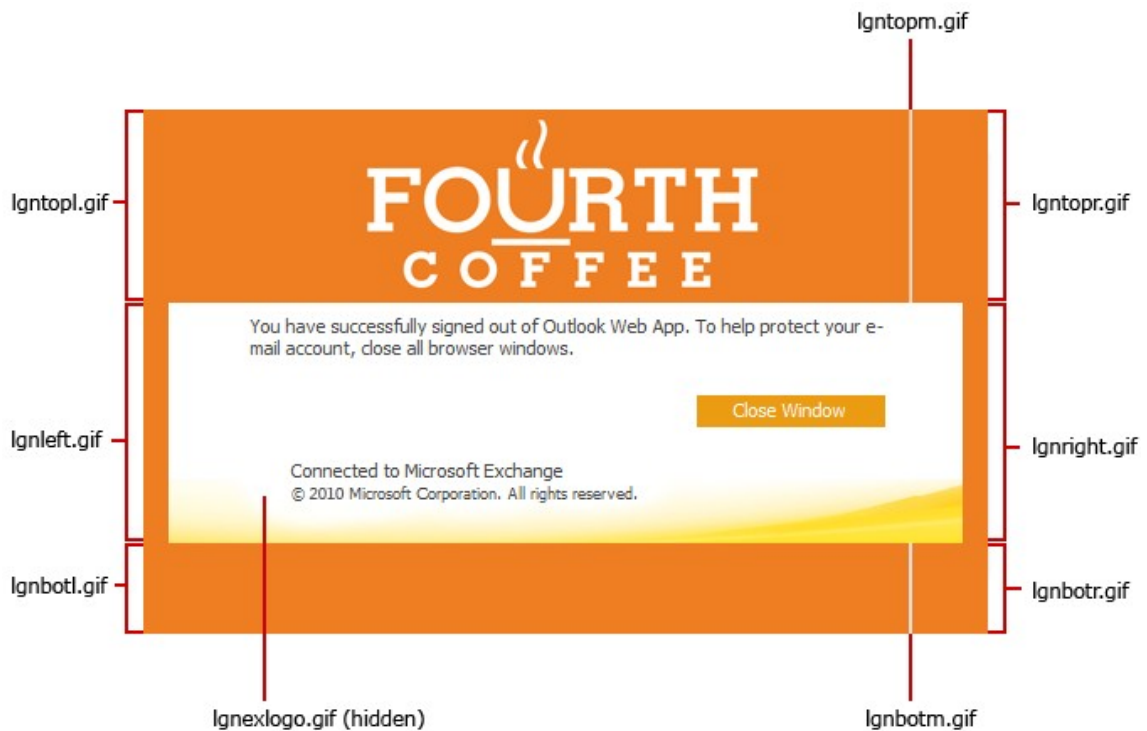 lgntopm.gif
lgntopl.gif
FOURTH
COFFEE
lgntopr.gif
You have successfully signed out of Outlook Web App. To help protect your e-
mail account, close all browser windows.
Close Window
lgnleft.gif
lgnright.gif
Connected to Microsoft Exchange
© 2010 Microsoft Corporation. All rights reserved.
lgnbotl.gif
lgnbotr.gif
lgnexlogo.gif (hidden)
lgnbotm.gif